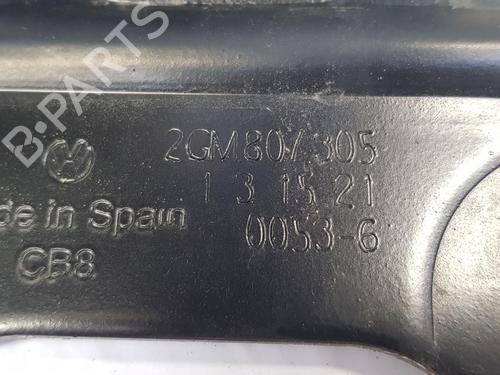 B-PARTS
2GM807305
1 3 15 21
de in Spain
0053-6
CB8